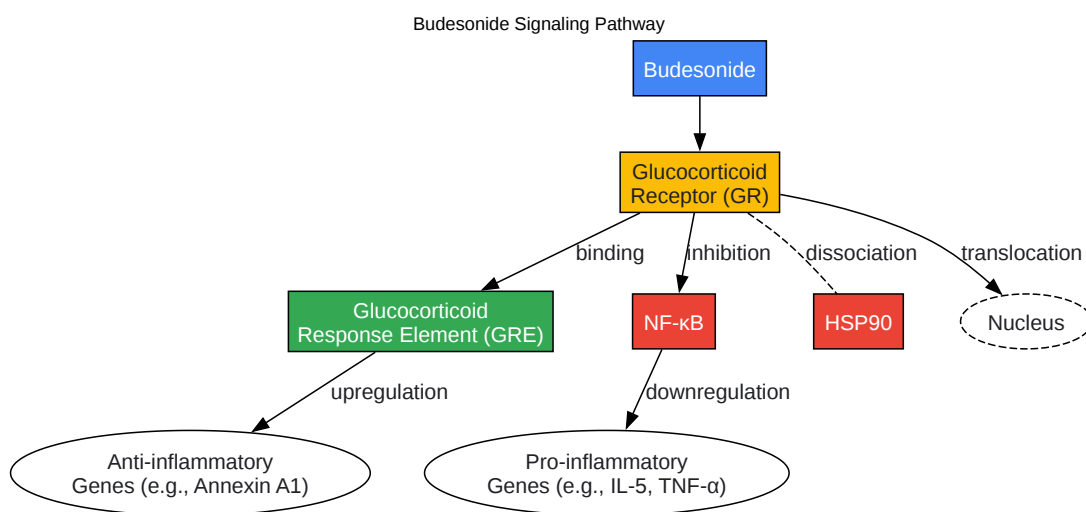 Budesonide Signaling Pathway
Budesonide
Glucocorticoid
Receptor (GR)
binding
inhibition
dissociation
translocation
Glucocorticoid
Response Element (GRE)
NF-κB
HSP90
Nucleus
upregulation
downregulation
Anti-inflammatory
Genes (e.g., Annexin A1)
Pro-inflammatory
Genes (e.g., IL-5, TNF-α)